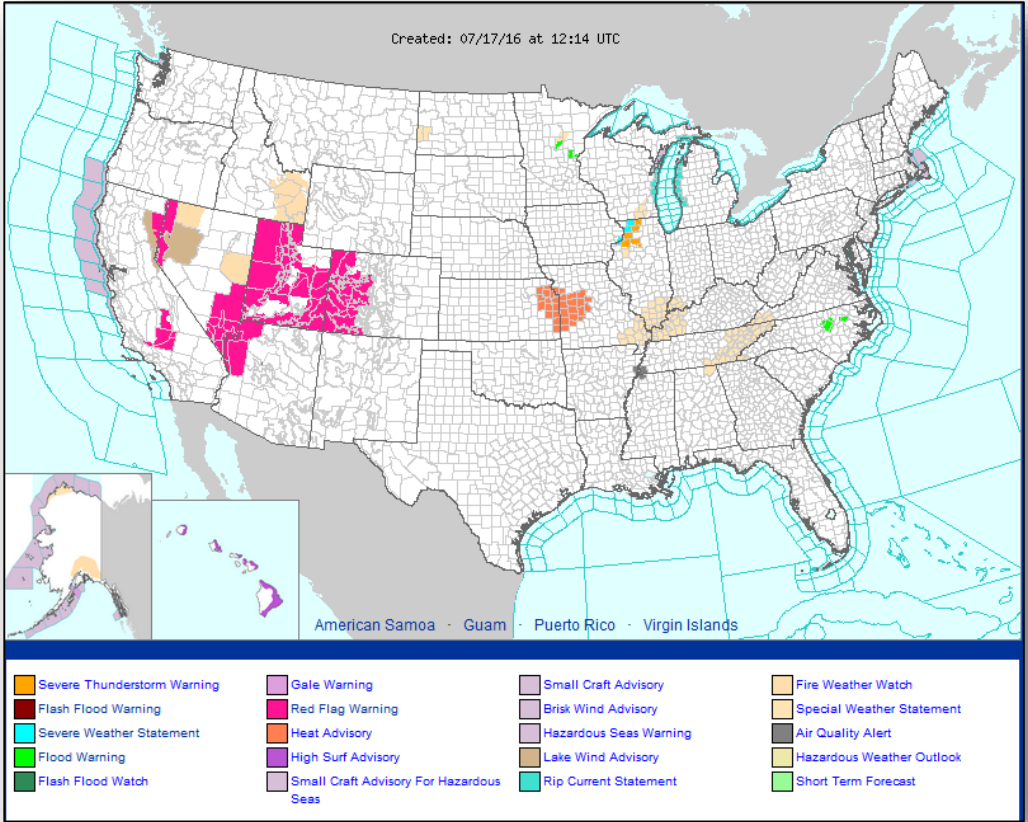 Created: 07/17/16 at 12:14 UTC
American Samoa · Guam · Puerto Rico · Virgin Islands
Severe Thunderstorm Warning
Flash Flood Warning
Severe Weather Statement
Flood Warning
Flash Flood Watch
Gale Warning
Red Flag Warning
Heat Advisory
High Surf Advisory
Small Craft Advisory For Hazardous
Seas
Small Craft Advisory
Brisk Wind Advisory
Hazardous Seas Warning
Lake Wind Advisory
Rip Current Statement
Fire Weather Watch
Special Weather Statement
Air Quality Alert
Hazardous Weather Outlook
Short Term Forecast